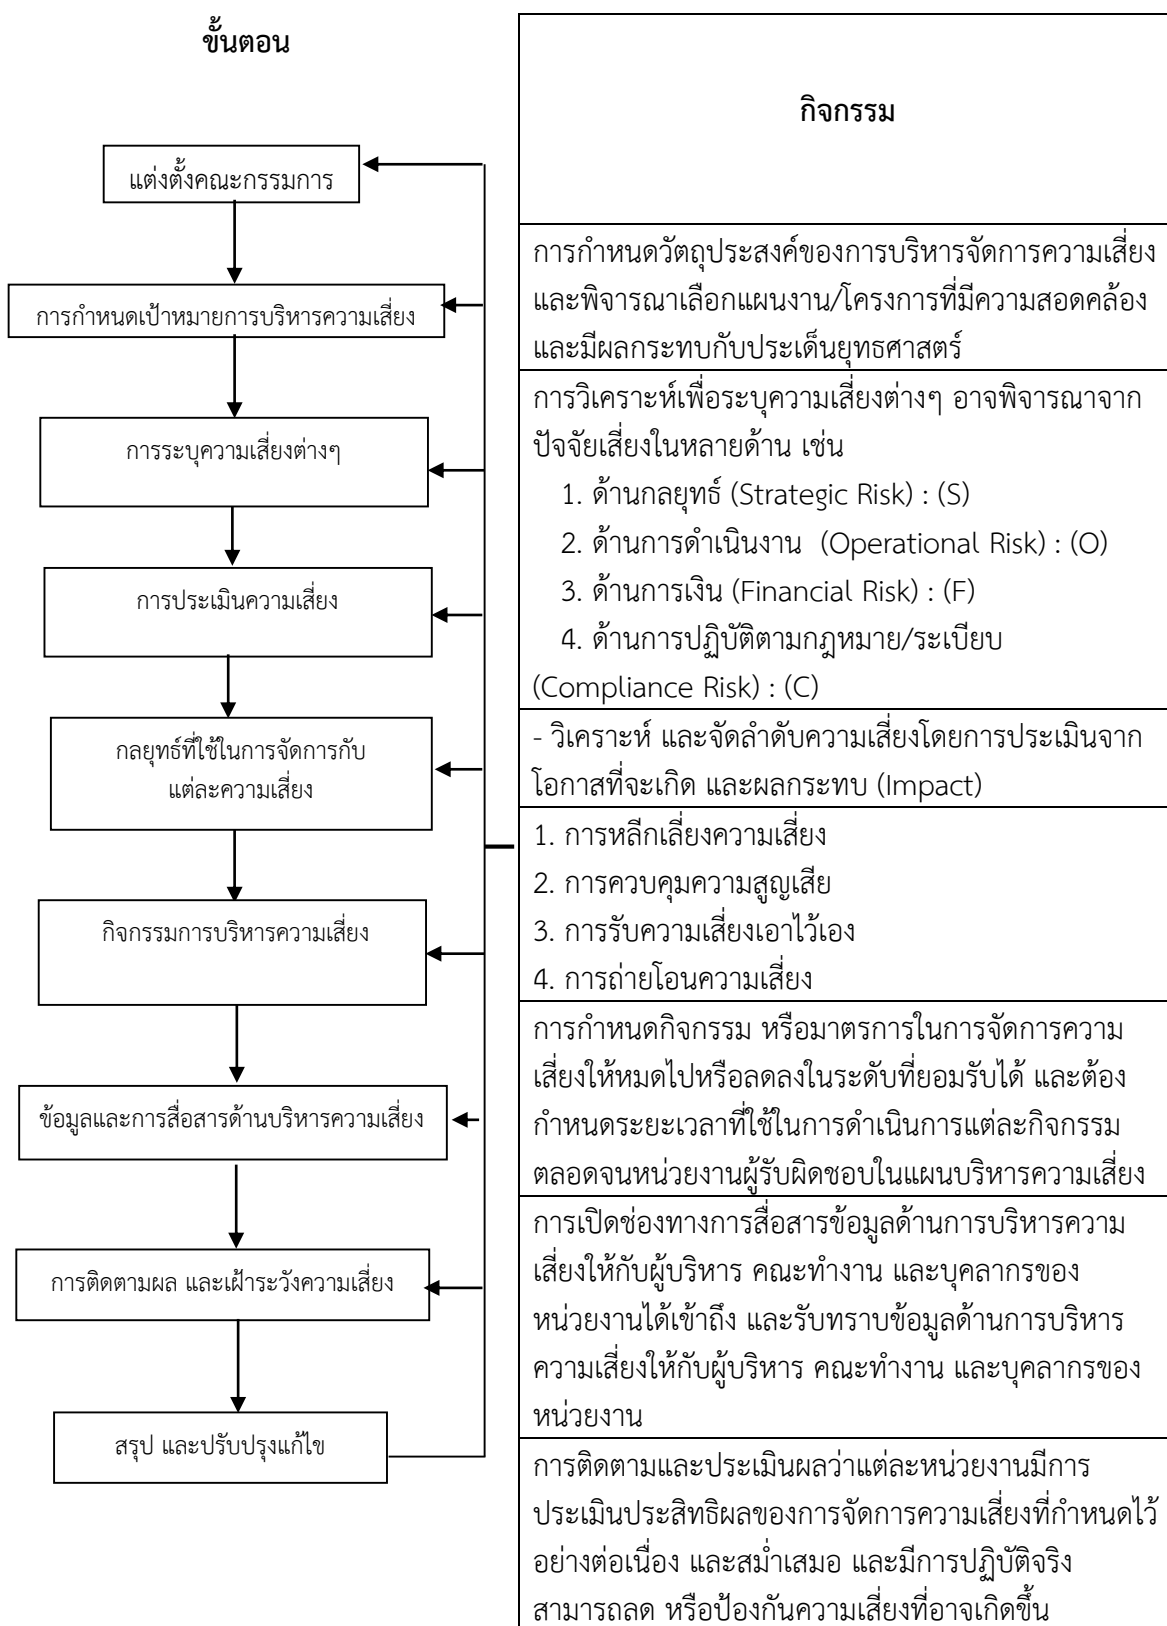 ขั้นตอน
แต่งตั้งคณะกรรมการ
การกำหนดเป้าหมายการบริหารความเสี่ยง
การระบุความเสี่ยงต่างๆ
การประเมินความเสี่ยง
กลยุทธ์ที่ใช้ในการจัดการกับ
แต่ละความเสี่ยง
กิจกรรมการบริหารความเสี่ยง
ข้อมูลและการสื่อสารด้านบริหารความเสี่ยง
การติดตามผล และเฝ้าระวังความเสี่ยง
สรุป และปรับปรุงแก้ไข
กิจกรรม
การกำหนดวัตถุประสงค์ของการบริหารจัดการความเสี่ยง
และพิจารณาเลือกแผนงาน/โครงการที่มีความสอดคล้อง
และมีผลกระทบกับประเด็นยุทธศาสตร์
การวิเคราะห์เพื่อระบุความเสี่ยงต่างๆ อาจพิจารณาจาก
ปัจจัยเสี่ยงในหลายด้าน เช่น
1. ด้านกลยุทธ์ (Strategic Risk) : (S)
2. ด้านการดำเนินงาน (Operational Risk) : (O)
3. ด้านการเงิน (Financial Risk) : (F)
4. ด้านการปฏิบัติตามกฎหมาย/ระเบียบ
(Compliance Risk) : (C)
- วิเคราะห์ และจัดลำดับความเสี่ยงโดยการประเมินจาก
โอกาสที่จะเกิด และผลกระทบ (Impact)
1. การหลีกเลี่ยงความเสี่ยง
2. การควบคุมความสูญเสีย
3. การรับความเสี่ยงเอาไว้เอง
4. การถ่ายโอนความเสี่ยง
การกำหนดกิจกรรม หรือมาตรการในการจัดการความ
เสี่ยงให้หมดไปหรือลดลงในระดับที่ยอมรับได้ และต้อง
กำหนดระยะเวลาที่ใช้ในการดำเนินการแต่ละกิจกรรม
ตลอดจนหน่วยงานผู้รับผิดชอบในแผนบริหารความเสี่ยง
การเปิดช่องทางการสื่อสารข้อมูลด้านการบริหารความ
เสี่ยงให้กับผู้บริหาร คณะทำงาน และบุคลากรของ
หน่วยงานได้เข้าถึง และรับทราบข้อมูลด้านการบริหาร
ความเสี่ยงให้กับผู้บริหาร คณะทำงาน และบุคลากรของ
หน่วยงาน
การติดตามและประเมินผลว่าแต่ละหน่วยงานมีการ
ประเมินประสิทธิผลของการจัดการความเสี่ยงที่กำหนดไว้
อย่างต่อเนื่อง และสม่ำเสมอ และมีการปฏิบัติจริง
สามารถลด หรือป้องกันความเสี่ยงที่อาจเกิดขึ้น